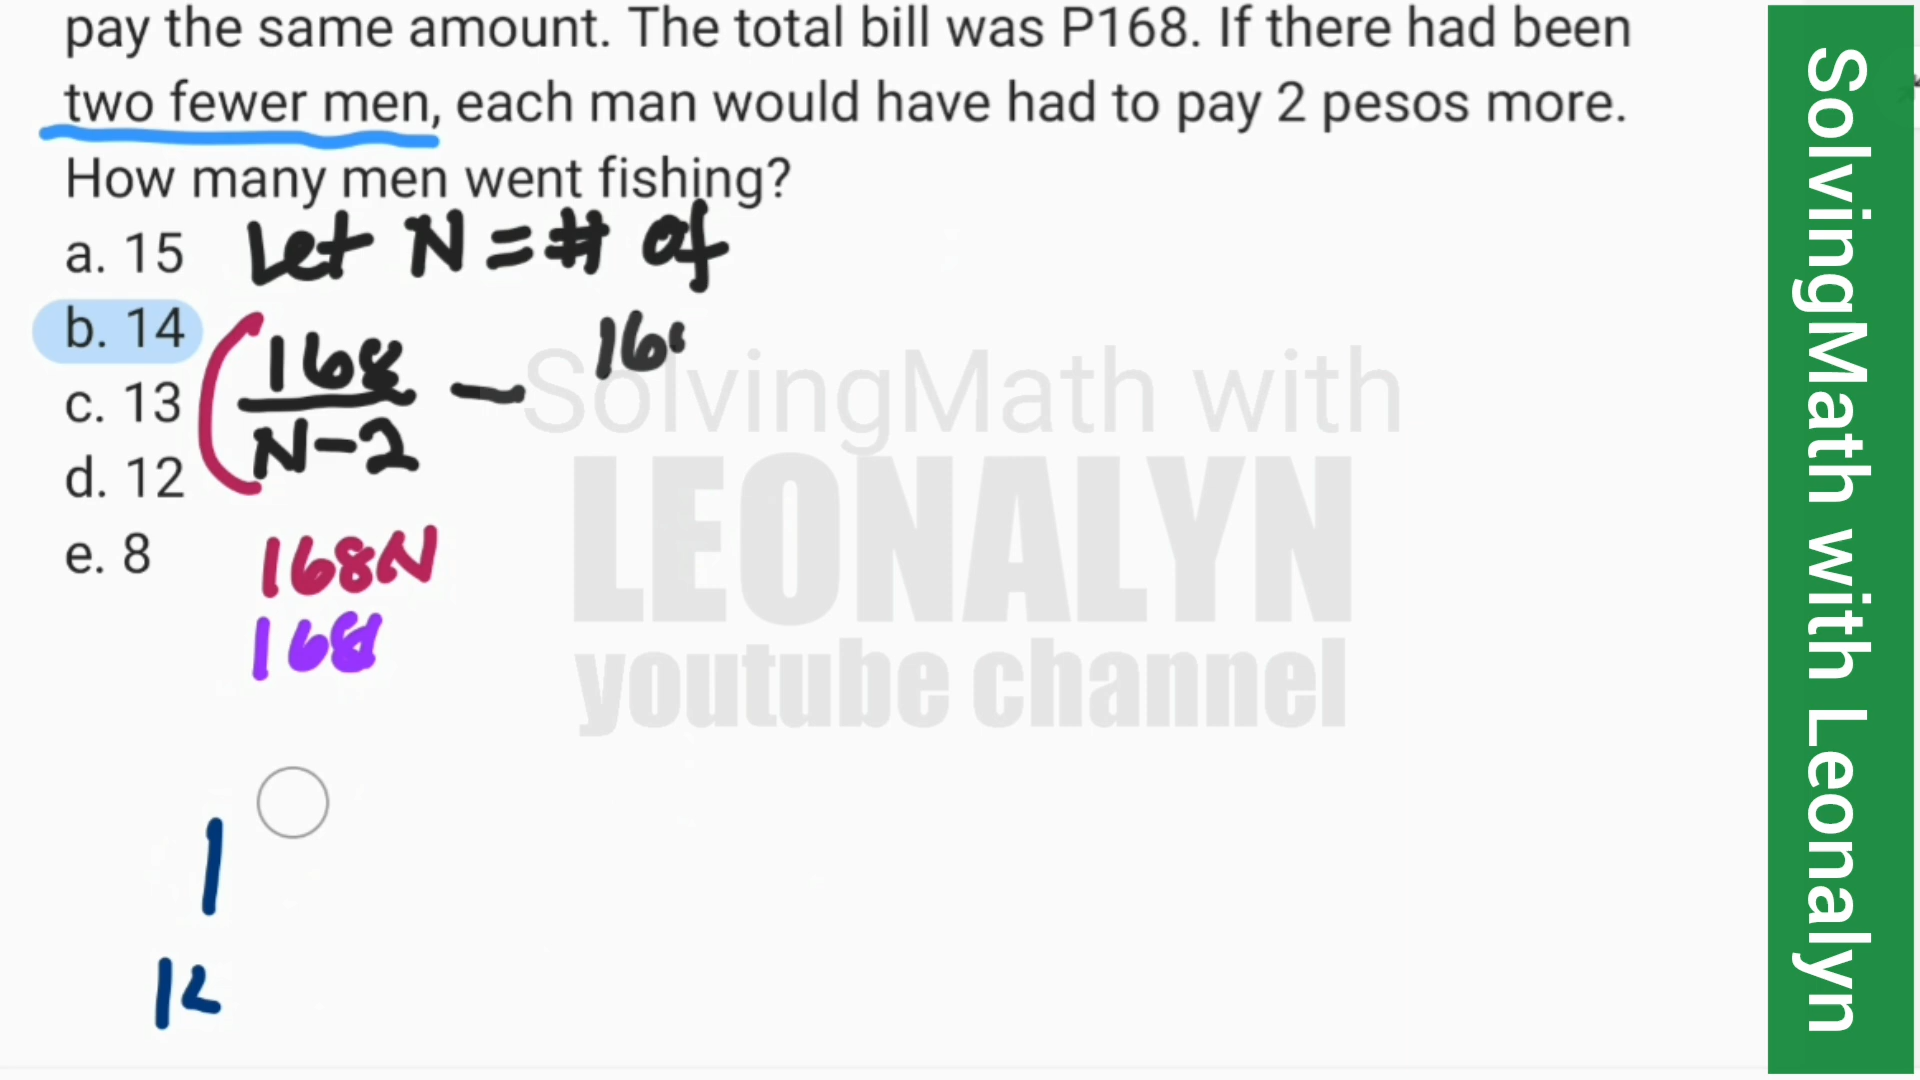 pay the same amount. The total bill was P168. If there had been
two fewer men, each man would have had to pay 2 pesos more.
How many men went fishing?
a. 15
Let N = # of
b. 14
168
16
N-2
c. 13
d. 12
e. 8
168N
168
SolvingMath with
LEONALYN
youtube channel
1
SolvingMath with Leonalyn